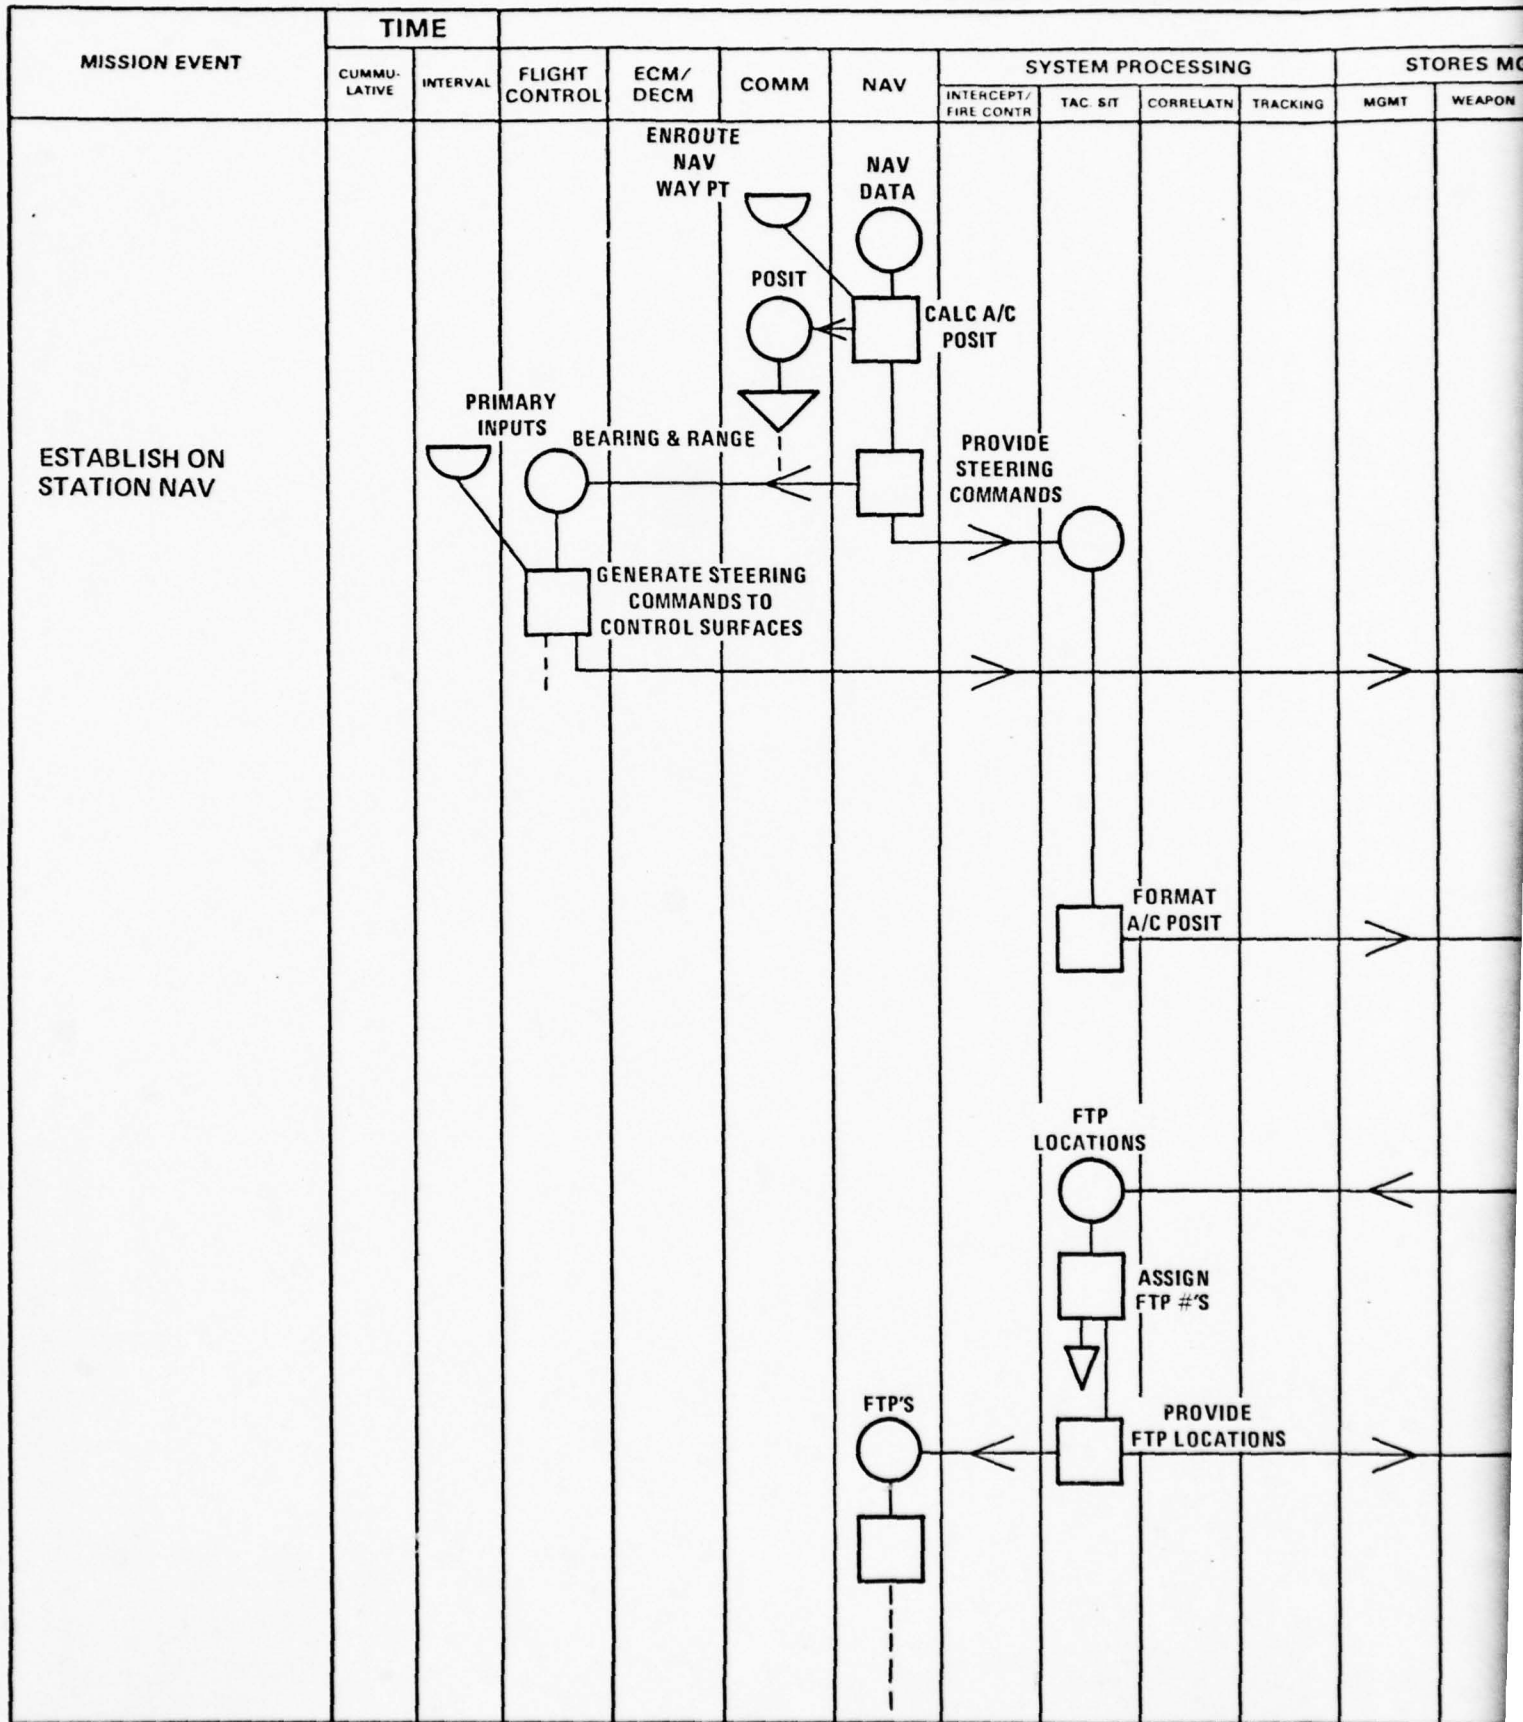 TIME
MISSION EVENT
CUMMU-
LATIVE
INTERVAL
FLIGHT
CONTROL
ECM/
DECM
COMM
NAV
SYSTEM PROCESSING
STORES MG
INTERCEPT/
FIRE CONTR
TAC. S/T
CORRELATN
TRACKING
MGMT
WEAPON
ENROUTE
NAV
WAY PT
NAV
DATA
POSIT
CALC A/C
POSIT
PRIMARY
INPUTS
BEARING & RANGE
PROVIDE
STEERING
COMMANDS
ESTABLISH ON
STATION NAV
GENERATE STEERING
COMMANDS TO
CONTROL SURFACES
FORMAT
A/C POSIT
FTP
LOCATIONS
ASSIGN
FTP #'S
FTP'S
PROVIDE
FTP LOCATIONS